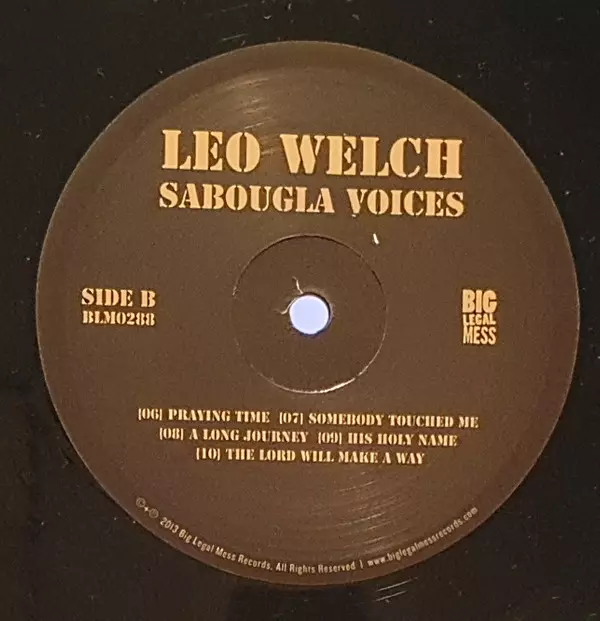 LEO WELCH
SABOUGLA VOICES
SIDE B
BLM0288
BIG
LEGAL
MESS
[06] PRAYING TIME [07] SOMEBODY TOUCHED ME
[08] A LONG JOURNEY [09] HIS HOLY NAME
[10] THE LORD WILL MAKE A WAY
©+℗ 2013 Big Legal Mess Records, All Rights Reserved | www.biglegalmessrecords.com